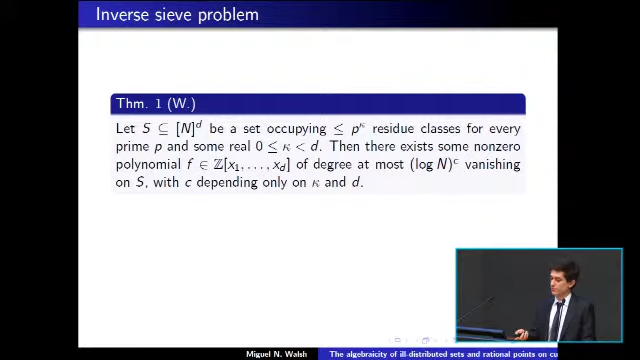 Inverse sieve problem
Thm. 1 (W.)
Let S ⊆ [N]^d be a set occupying ≤ p^κ residue classes for every
prime p and some real 0 ≤ κ < d. Then there exists some nonzero
polynomial f ∈ ℤ[x₁, …, x_d] of degree at most (log N)^c vanishing
on S, with c depending only on κ and d.
Miguel N. Walsh The algebraicity of ill-distributed sets and rational points on cu